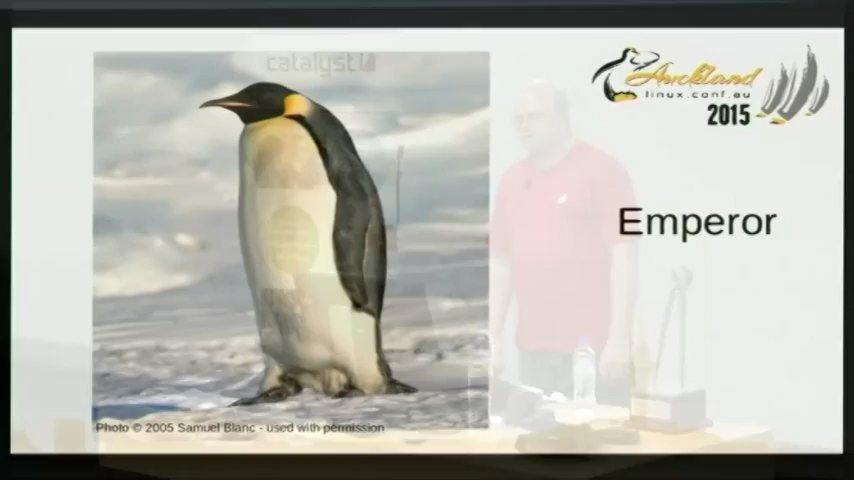 catalyst
Auckland
linux.conf.au
2015
Emperor
Photo © 2005 Samuel Blanc - used with permission